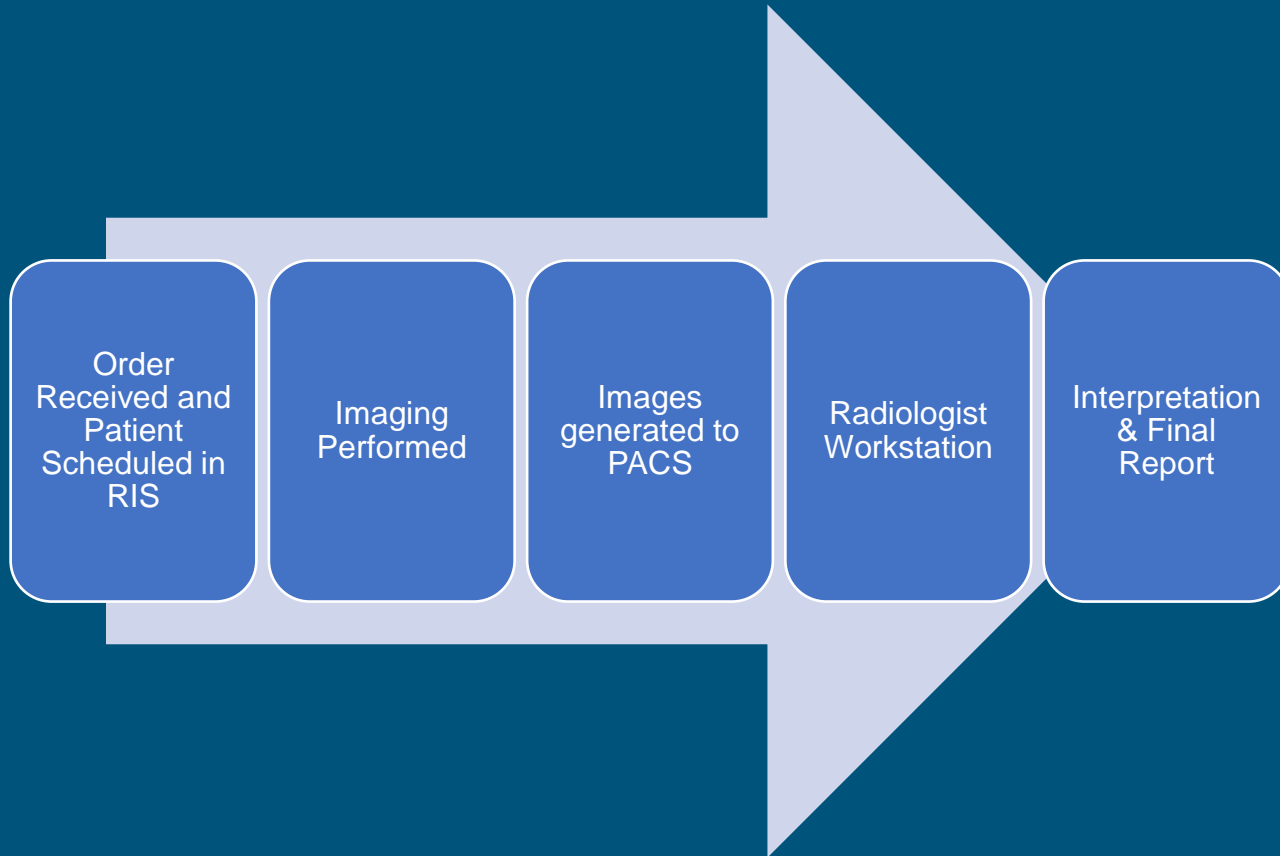 Order
Received and
Patient
Scheduled in
RIS
Imaging
Performed
Images
generated to
PACS
Radiologist
Workstation
Interpretation
& Final
Report